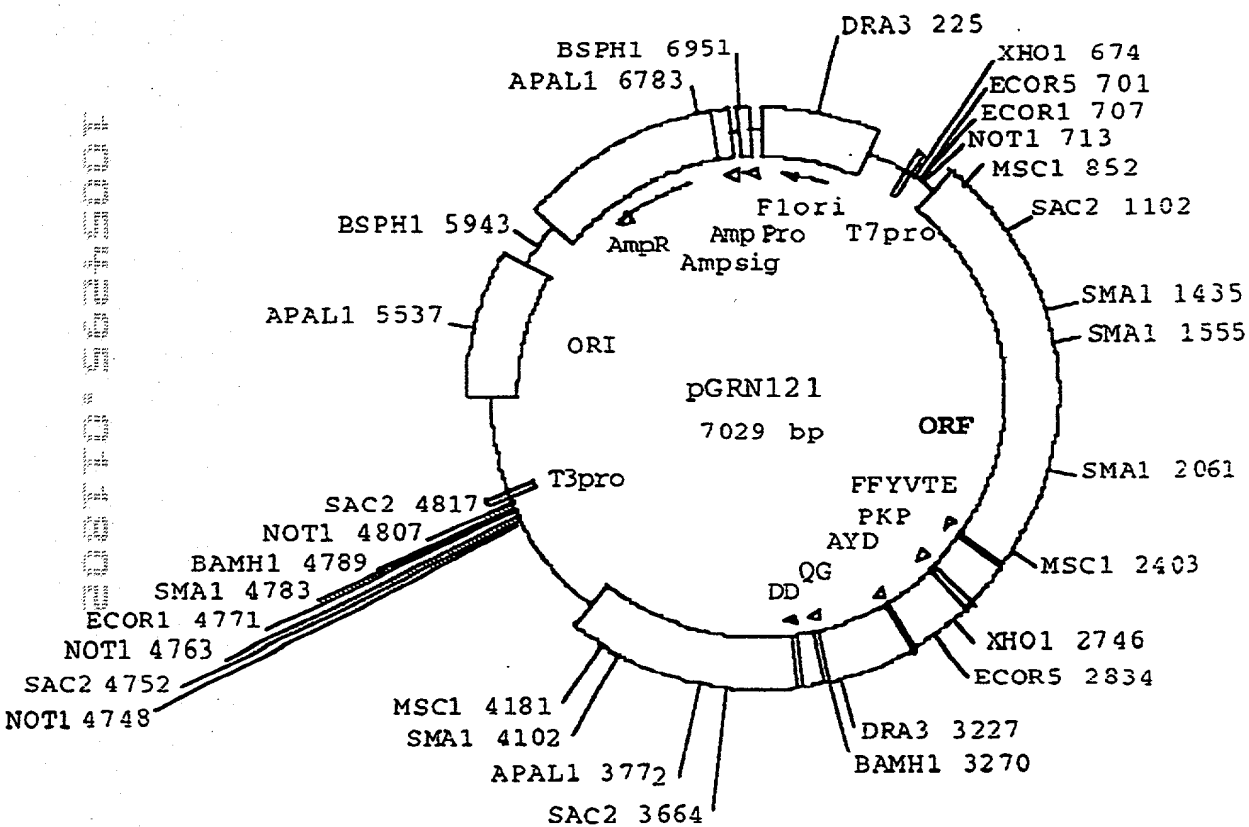 DRA3 225
BSPH1 6951
XHO1 674
APAL1 6783
ECOR5 701
ECOR1 707
NOT1 713
MSC1 852
SAC2 1102
BSPH1 5943
F1ori
AmpR
Amp Pro
T7pro
Ampsig
SMA1 1435
APAL1 5537
SMA1 1555
ORI
pGRN121
7029 bp
ORF
SMA1 2061
T3pro
FFYVTE
SAC2 4817
PKP
NOT1 4807
AYD
BAMH1 4789
MSC1 2403
QG
SMA1 4783
DD
ECOR1 4771
XHO1 2746
NOT1 4763
ECOR5 2834
SAC2 4752
MSC1 4181
NOT1 4748
DRA3 3227
SMA1 4102
BAMH1 3270
APAL1 3772
SAC2 3664